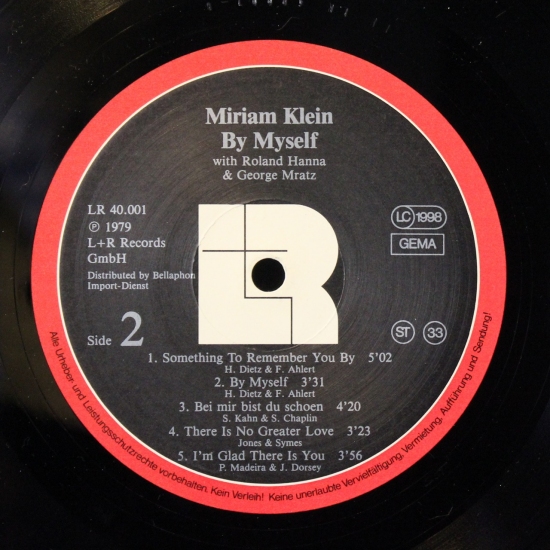 Miriam Klein
By Myself
with Roland Hanna
& George Mratz
LR 40.001
℗ 1979
L+R Records
GmbH
Distributed by Bellaphon
Import-Dienst
LC 1998
GEMA
LR
Side 2
ST 33
1. Something To Remember You By 5'02
H. Dietz & F. Ahlert
2. By Myself 3'31
H. Dietz & F. Ahlert
3. Bei mir bist du schoen 4'20
S. Kahn & S. Chaplin
4. There Is No Greater Love 3'23
Jones & Symes
5. I'm Glad There Is You 3'56
P. Madeira & J. Dorsey
Alle Urheber- und Leistungsschutzrechte vorbehalten. Kein Verleih! Keine unerlaubte Vervielfältigung, Vermietung, Aufführung und Sendung!